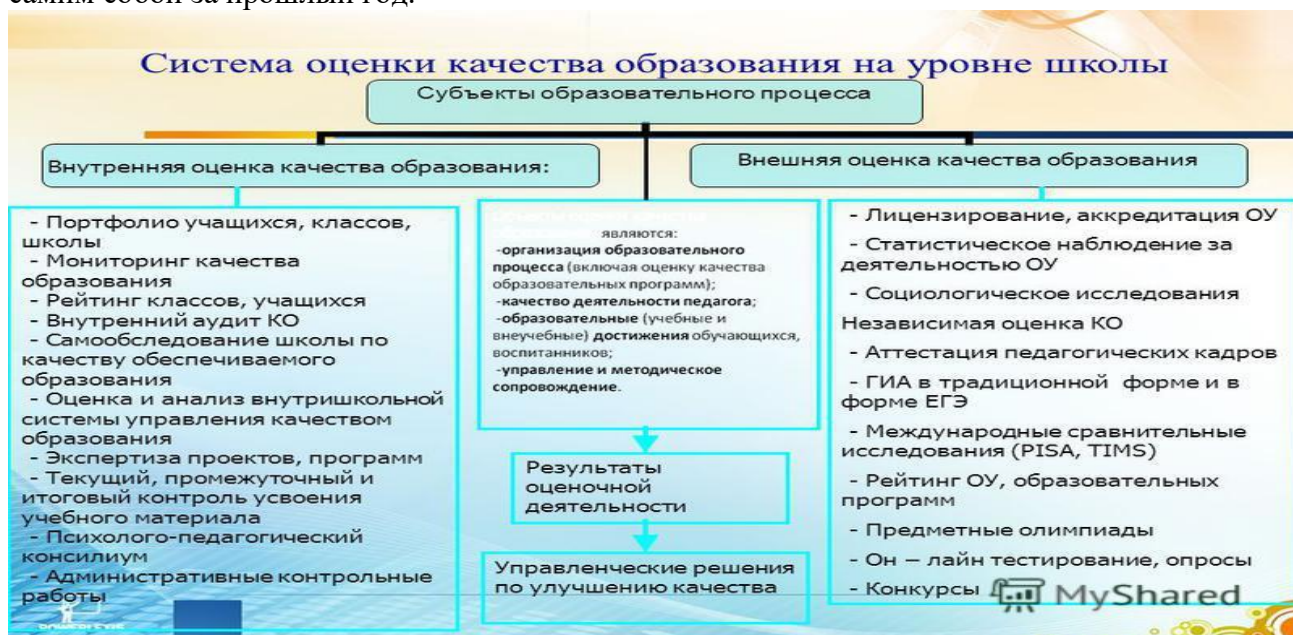 самим собой за прошлый год.
Система оценки качества образования на уровне школы
Субъекты образовательного процесса
Внутренняя оценка качества образования:
- Портфолио учащихся, классов,
школы
- Мониторинг качества
образования
- Рейтинг классов, учащихся
- Внутренний аудит КО
- Самообследование школы по
качеству обеспечиваемого
образования
- Оценка и анализ внутришкольной
системы управления качеством
образования
- Экспертиза проектов, программ
- Текущий, промежуточный и
итоговый контроль усвоения
учебного материала
- Психолого-педагогический
консилиум
- Административные контрольные
работы
являются:
-организация образовательного
процесса (включая оценку качества
образовательных программ);
-качество деятельности педагога;
-образовательные (учебные и
внеучебные) достижения обучающихся,
воспитанников;
-управление и методическое
сопровождение.
Результаты
оценочной
деятельности
Управленческие решения
по улучшению качества
Внешняя оценка качества образования
- Лицензирование, аккредитация ОУ
- Статистическое наблюдение за
деятельностью ОУ
- Социологическое исследования
Независимая оценка КО
- Аттестация педагогических кадров
- ГИА в традиционной форме и в
форме ЕГЭ
- Международные сравнительные
исследования (PISA, TIMS)
- Рейтинг ОУ, образовательных
программ
- Предметные олимпиады
- Он – лайн тестирование, опросы
- Конкурсы
MyShared